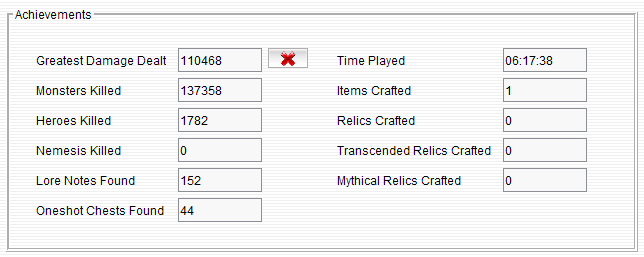 Achievements
Greatest Damage Dealt 110468 Time Played 06:17:38
Monsters Killed 137358 Items Crafted 1
Heroes Killed 1782 Relics Crafted 0
Nemesis Killed 0 Transcended Relics Crafted 0
Lore Notes Found 152 Mythical Relics Crafted 0
Oneshot Chests Found 44